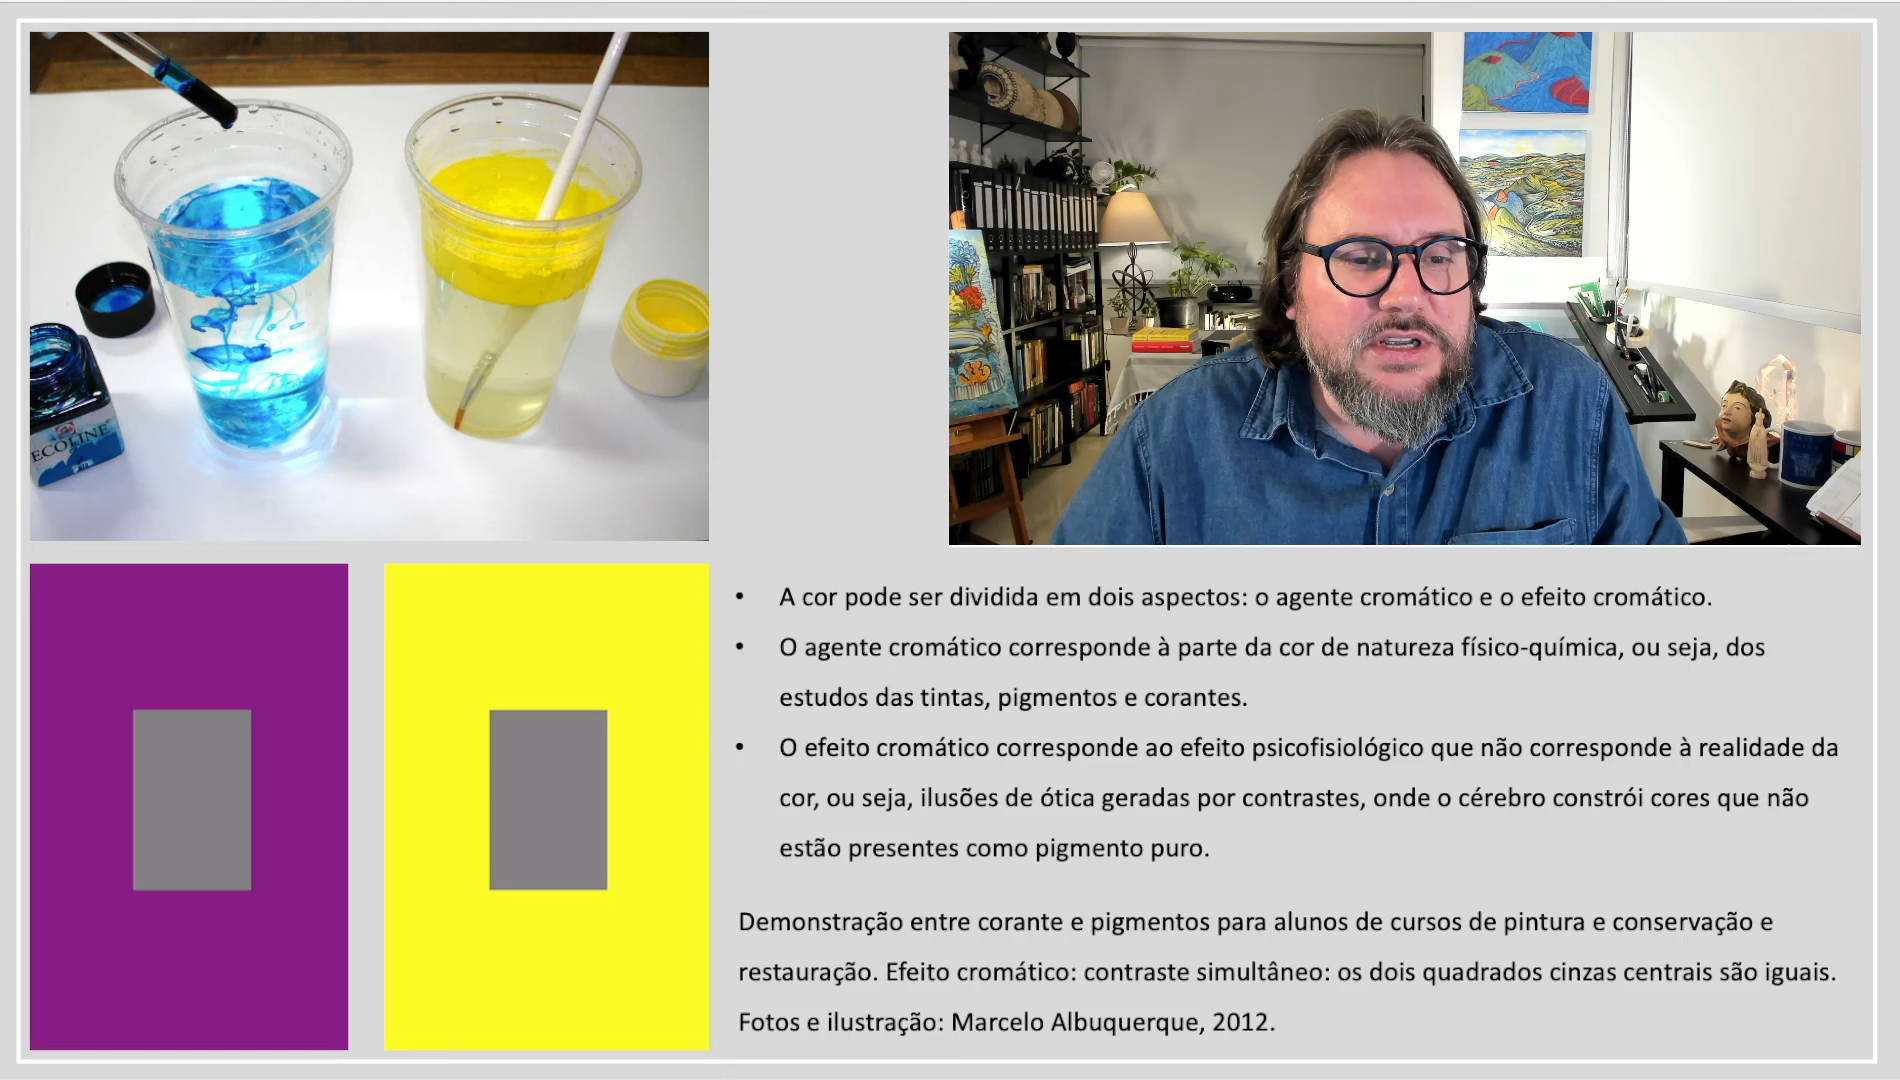 ECOLINE
• A cor pode ser dividida em dois aspectos: o agente cromático e o efeito cromático.
• O agente cromático corresponde à parte da cor de natureza físico-química, ou seja, dos
estudos das tintas, pigmentos e corantes.
• O efeito cromático corresponde ao efeito psicofisiológico que não corresponde à realidade da
cor, ou seja, ilusões de ótica geradas por contrastes, onde o cérebro constrói cores que não
estão presentes como pigmento puro.
Demonstração entre corante e pigmentos para alunos de cursos de pintura e conservação e
restauração. Efeito cromático: contraste simultâneo: os dois quadrados cinzas centrais são iguais.
Fotos e ilustração: Marcelo Albuquerque, 2012.